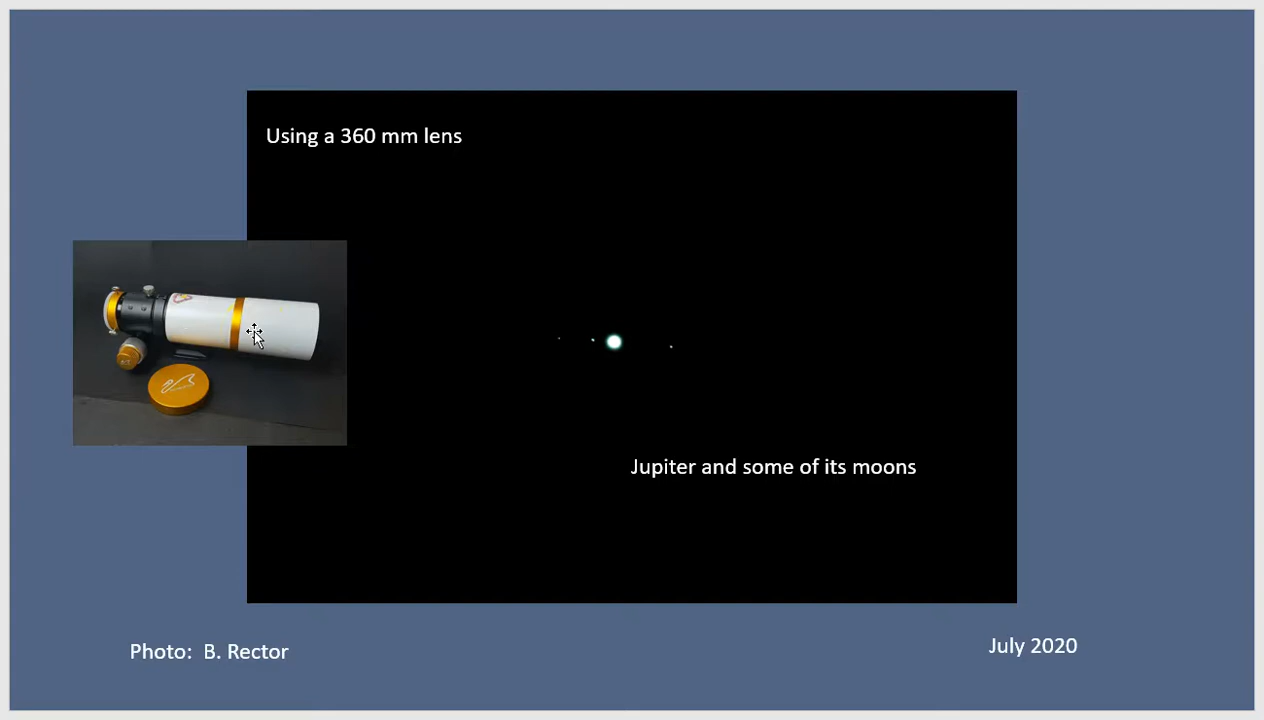 Using a 360 mm lens
Jupiter and some of its moons
Photo:  B. Rector
July 2020